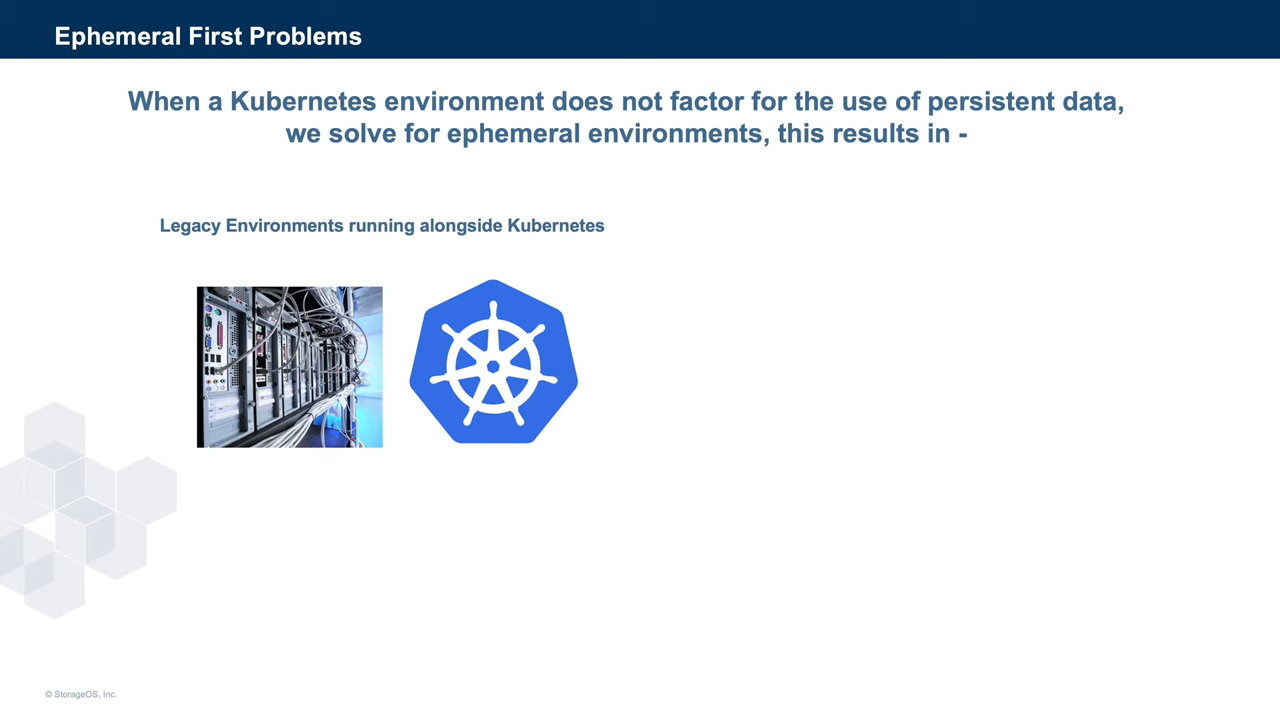 Ephemeral First Problems
When a Kubernetes environment does not factor for the use of persistent data,
we solve for ephemeral environments, this results in -
Legacy Environments running alongside Kubernetes
© StorageOS, Inc.